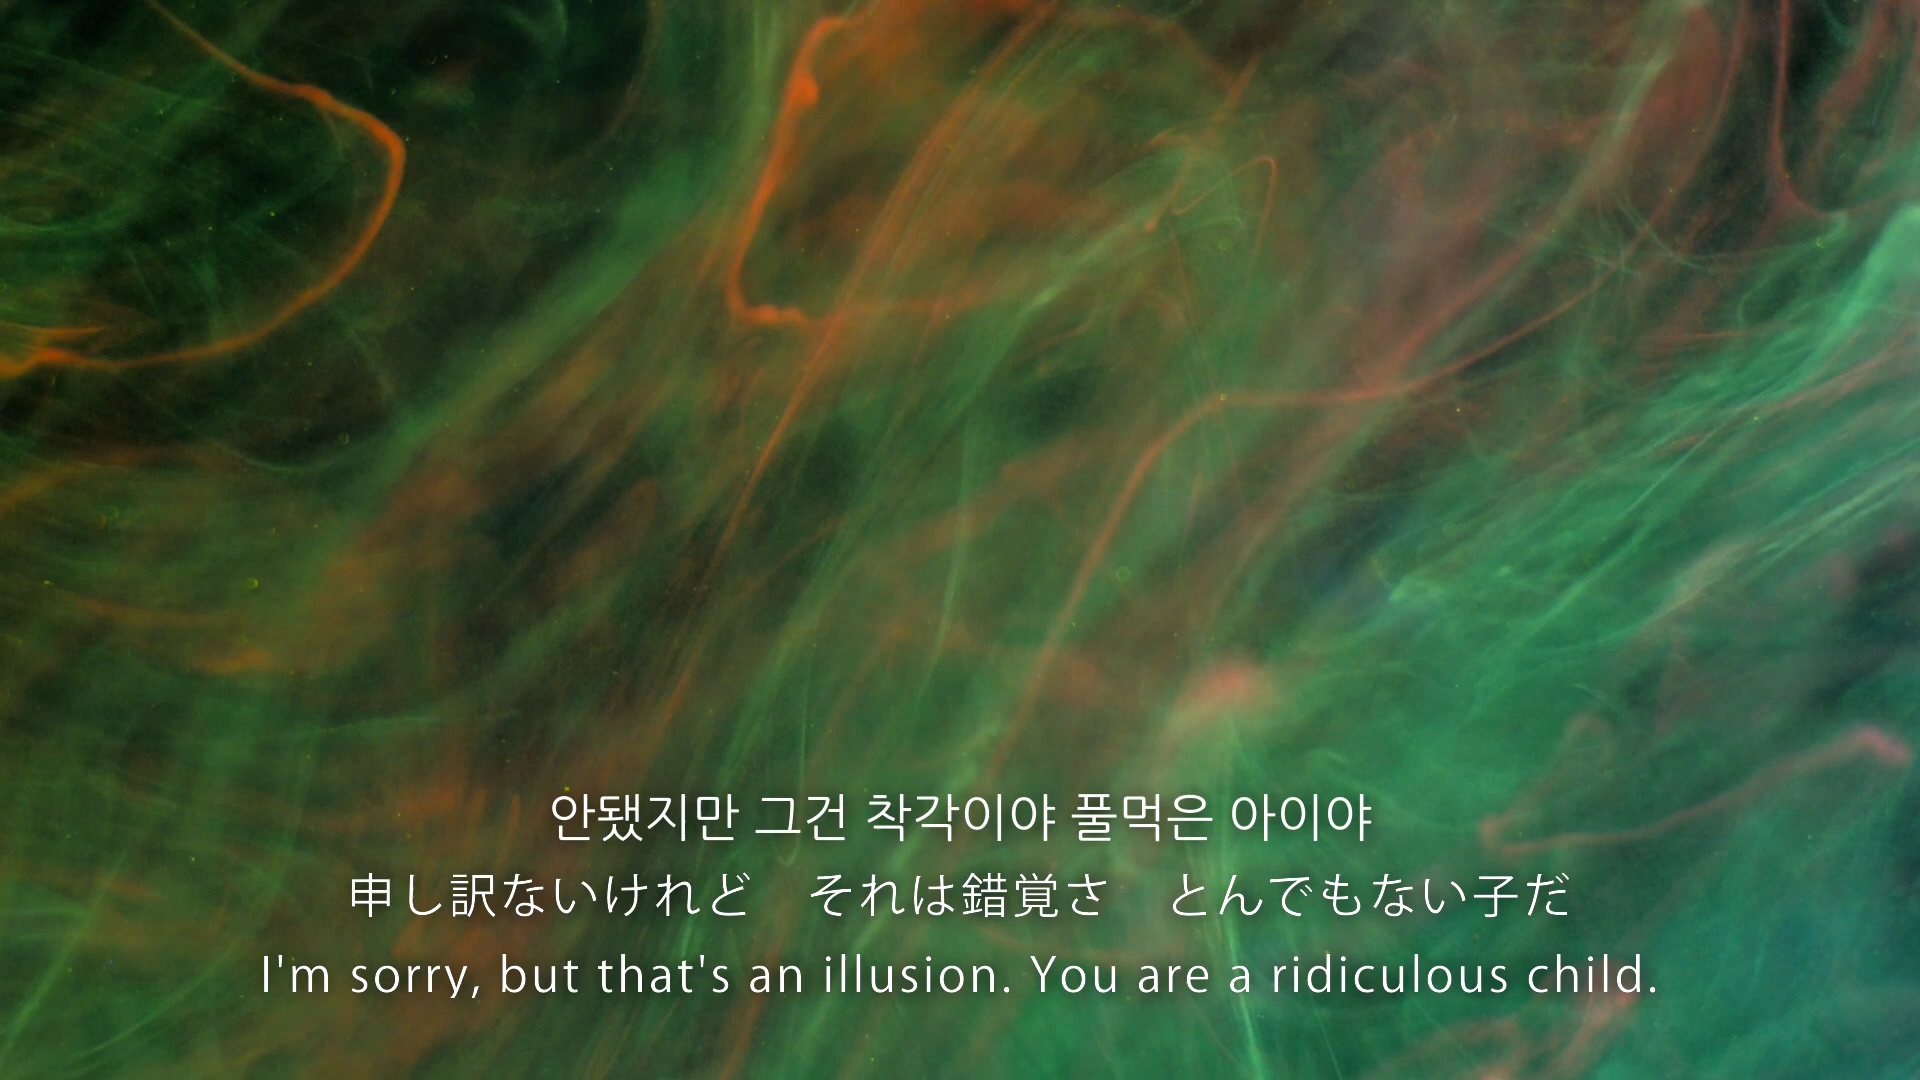 안됐지만 그건 착각이야 풀먹은 아이야
申し訳ないけれど　それは錯覚さ　とんでもない子だ
I'm sorry, but that's an illusion. You are a ridiculous child.